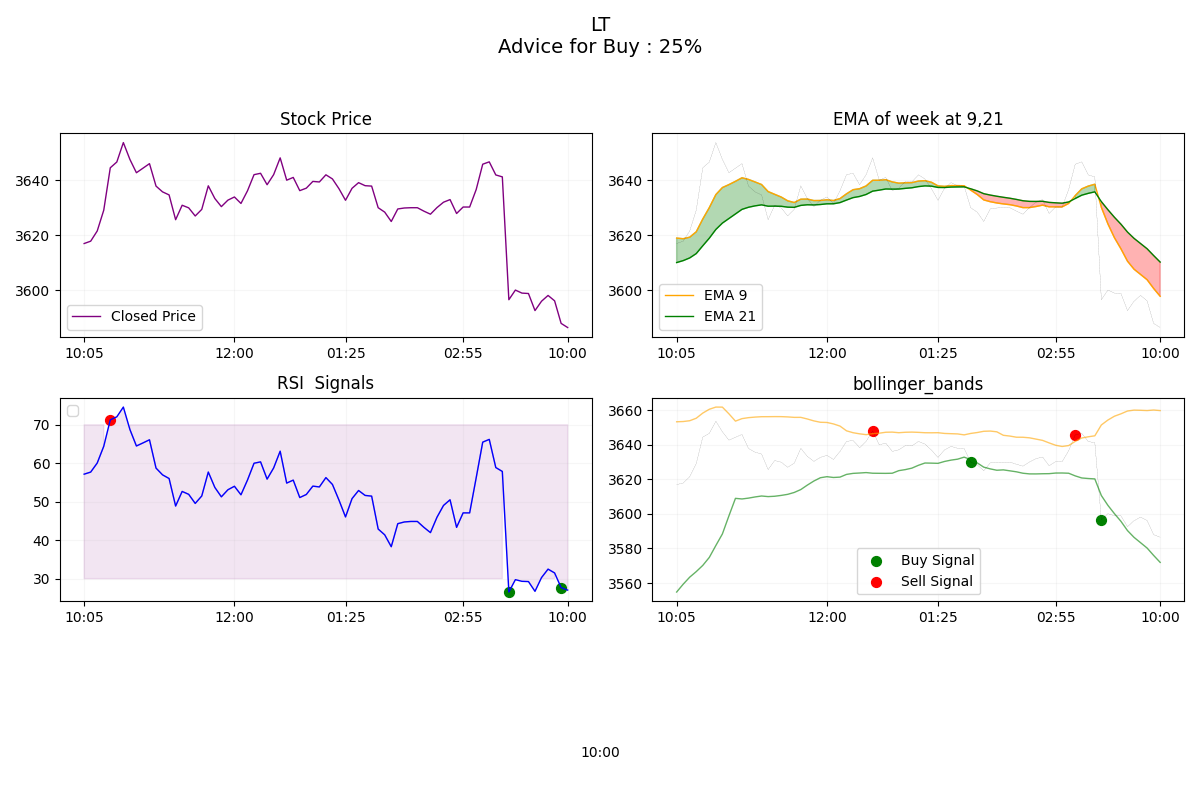 LT
Advice for Buy : 25%
Stock Price
3640
3620
3600
Closed Price
10:05 12:00 01:25 02:55 10:00
EMA of week at 9,21
3640
3620
3600
EMA 9
EMA 21
10:05 12:00 01:25 02:55 10:00
RSI  Signals
70
60
50
40
30
10:05 12:00 01:25 02:55 10:00
bollinger_bands
3660
3640
3620
3600
3580
3560
Buy Signal
Sell Signal
10:05 12:00 01:25 02:55 10:00
10:00